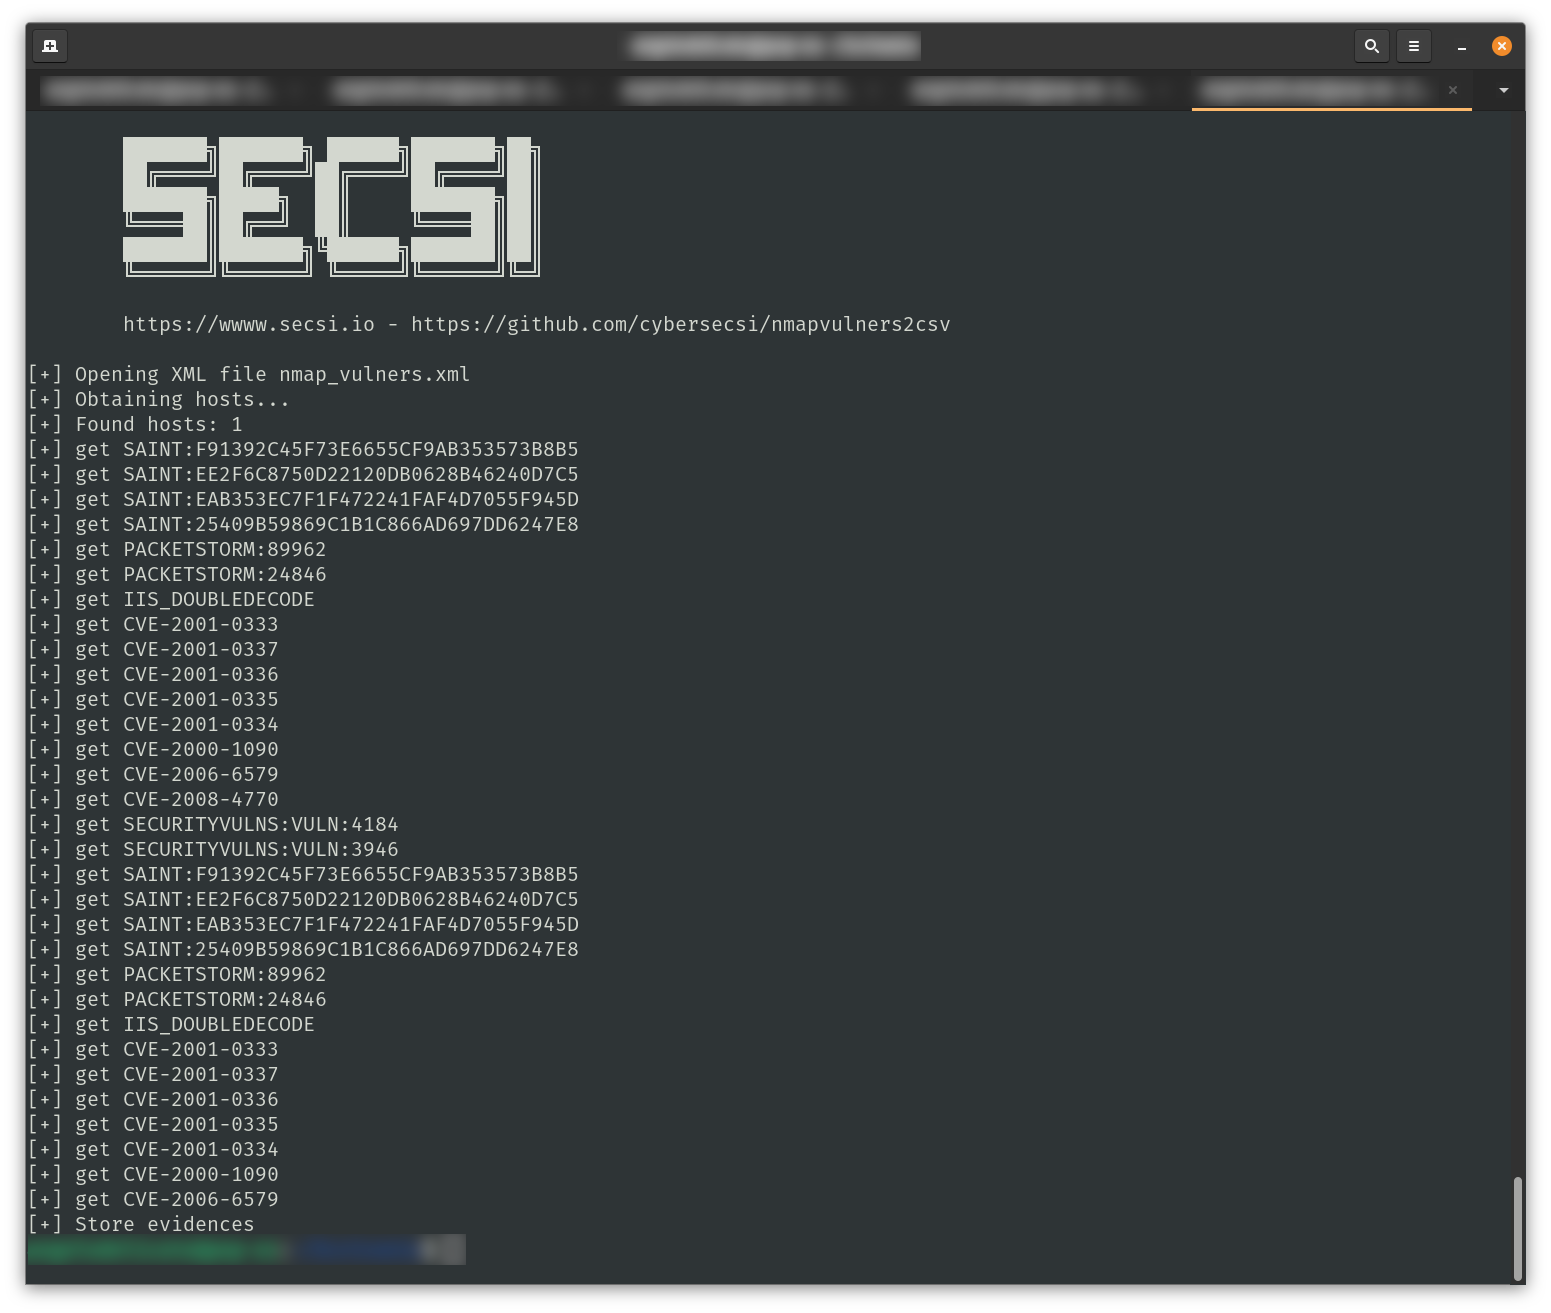 SECSI
https://wwww.secsi.io - https://github.com/cybersecsi/nmapvulners2csv
[+] Opening XML file nmap_vulners.xml
[+] Obtaining hosts...
[+] Found hosts: 1
[+] get SAINT:F91392C45F73E6655CF9AB353573B8B5
[+] get SAINT:EE2F6C8750D22120DB0628B46240D7C5
[+] get SAINT:EAB353EC7F1F472241FAF4D7055F945D
[+] get SAINT:25409B59869C1B1C866AD697DD6247E8
[+] get PACKETSTORM:89962
[+] get PACKETSTORM:24846
[+] get IIS_DOUBLEDECODE
[+] get CVE-2001-0333
[+] get CVE-2001-0337
[+] get CVE-2001-0336
[+] get CVE-2001-0335
[+] get CVE-2001-0334
[+] get CVE-2000-1090
[+] get CVE-2006-6579
[+] get CVE-2008-4770
[+] get SECURITYVULNS:VULN:4184
[+] get SECURITYVULNS:VULN:3946
[+] get SAINT:F91392C45F73E6655CF9AB353573B8B5
[+] get SAINT:EE2F6C8750D22120DB0628B46240D7C5
[+] get SAINT:EAB353EC7F1F472241FAF4D7055F945D
[+] get SAINT:25409B59869C1B1C866AD697DD6247E8
[+] get PACKETSTORM:89962
[+] get PACKETSTORM:24846
[+] get IIS_DOUBLEDECODE
[+] get CVE-2001-0333
[+] get CVE-2001-0337
[+] get CVE-2001-0336
[+] get CVE-2001-0335
[+] get CVE-2001-0334
[+] get CVE-2000-1090
[+] get CVE-2006-6579
[+] Store evidences